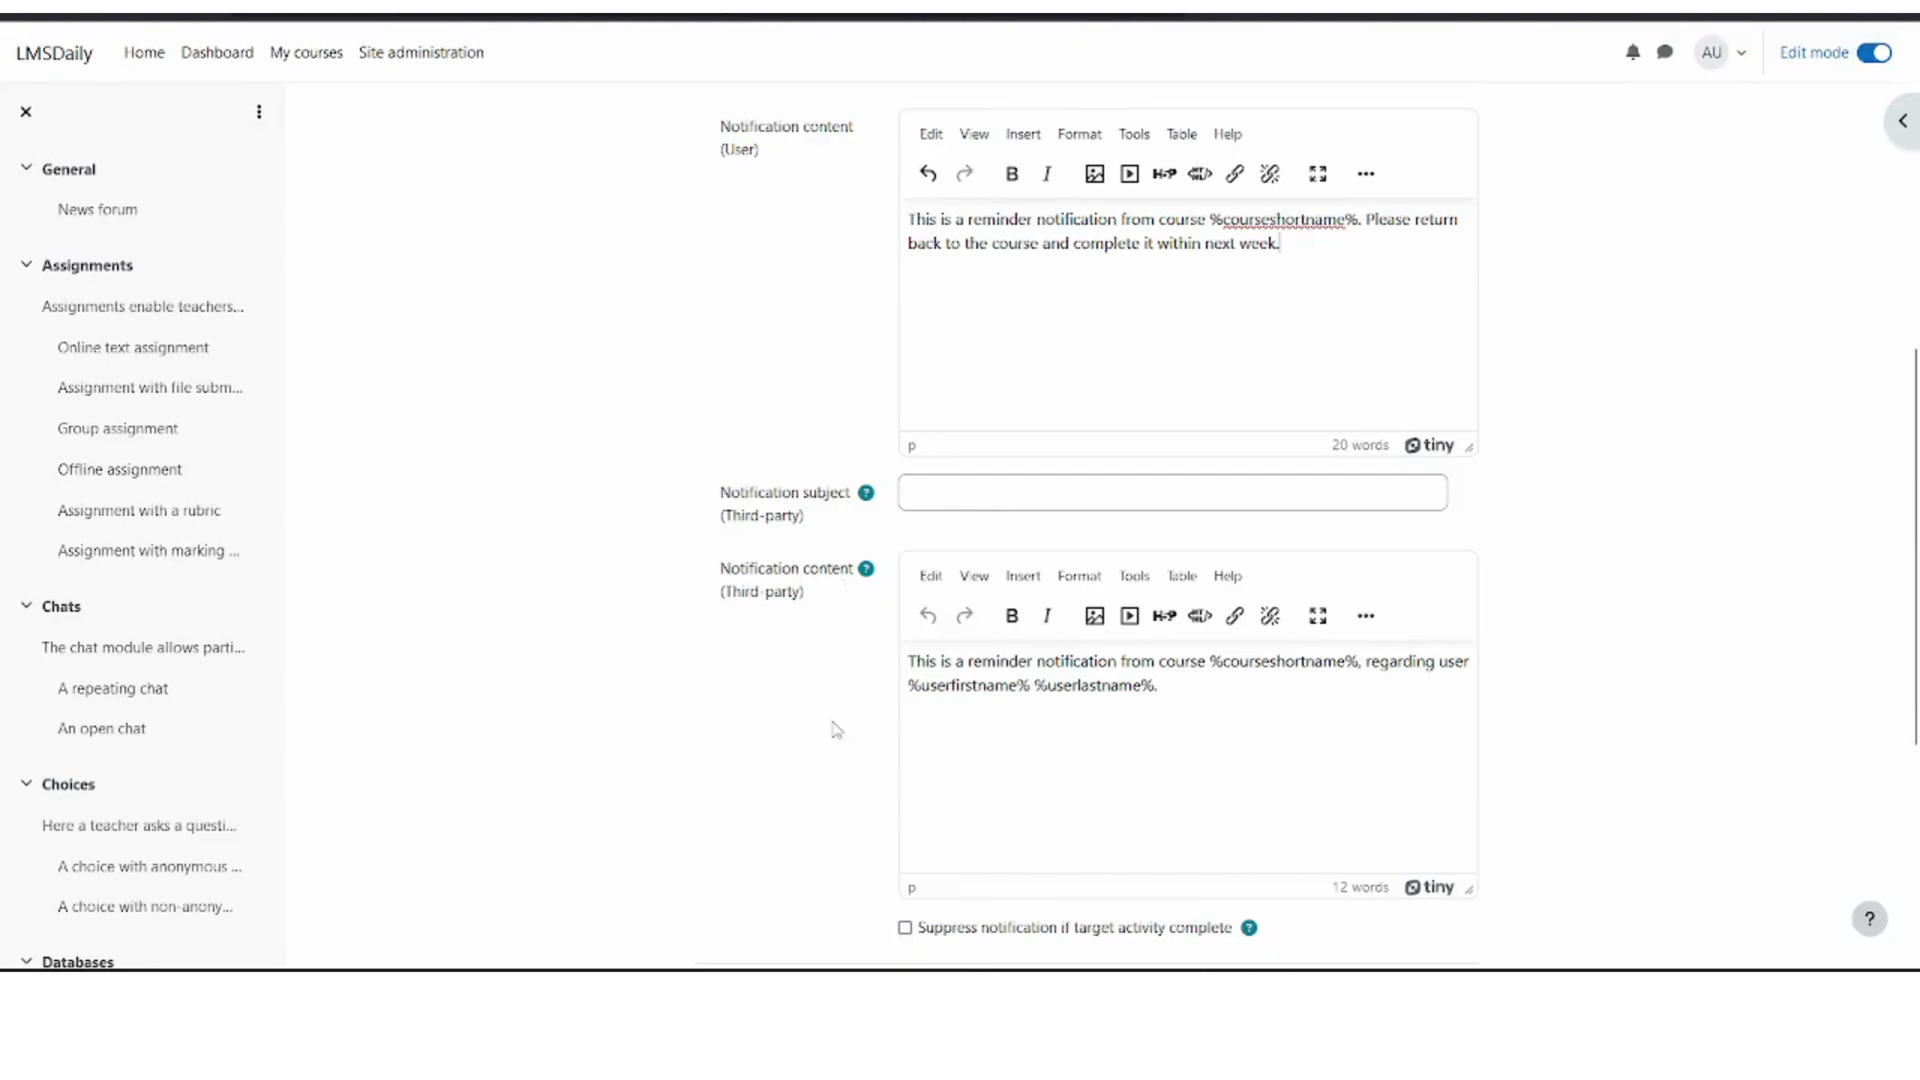 LMSDaily Home Dashboard My courses Site administration AU Edit mode
General
News forum
Assignments
Assignments enable teachers...
Online text assignment
Assignment with file subm...
Group assignment
Offline assignment
Assignment with a rubric
Assignment with marking ...
Chats
The chat module allows parti...
A repeating chat
An open chat
Choices
Here a teacher asks a questi...
A choice with anonymous ...
A choice with non-anony...
Databases
Notification content
(User)
Edit View Insert Format Tools Table Help
B I H-P
This is a reminder notification from course %courseshortname%. Please return
back to the course and complete it within next week.
p 20 words tiny
Notification subject ?
(Third-party)
Notification content ?
(Third-party)
Edit View Insert Format Tools Table Help
B I H-P
This is a reminder notification from course %courseshortname%, regarding user
%userfirstname% %userlastname%.
p 12 words tiny
Suppress notification if target activity complete ?
?